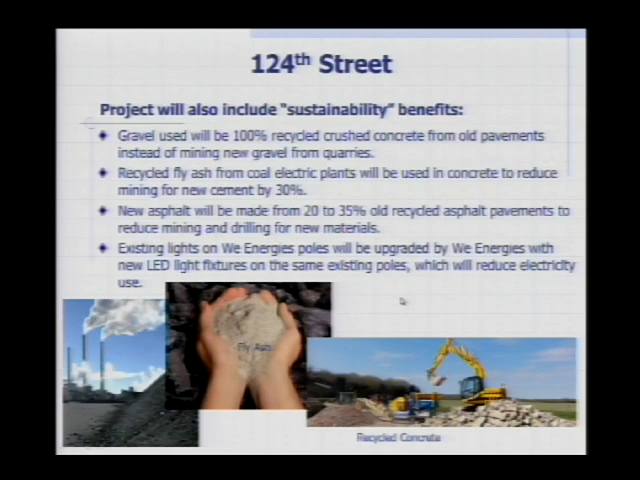 124th Street
Project will also include "sustainability" benefits:
Gravel used will be 100% recycled crushed concrete from old pavements
instead of mining new gravel from quarries.
Recycled fly ash from coal electric plants will be used in concrete to reduce
mining for new cement by 30%.
New asphalt will be made from 20 to 35% old recycled asphalt pavements to
reduce mining and drilling for new materials.
Existing lights on We Energies poles will be upgraded by We Energies with
new LED light fixtures on the same existing poles, which will reduce electricity
use.
Fly Ash
Recycled Concrete